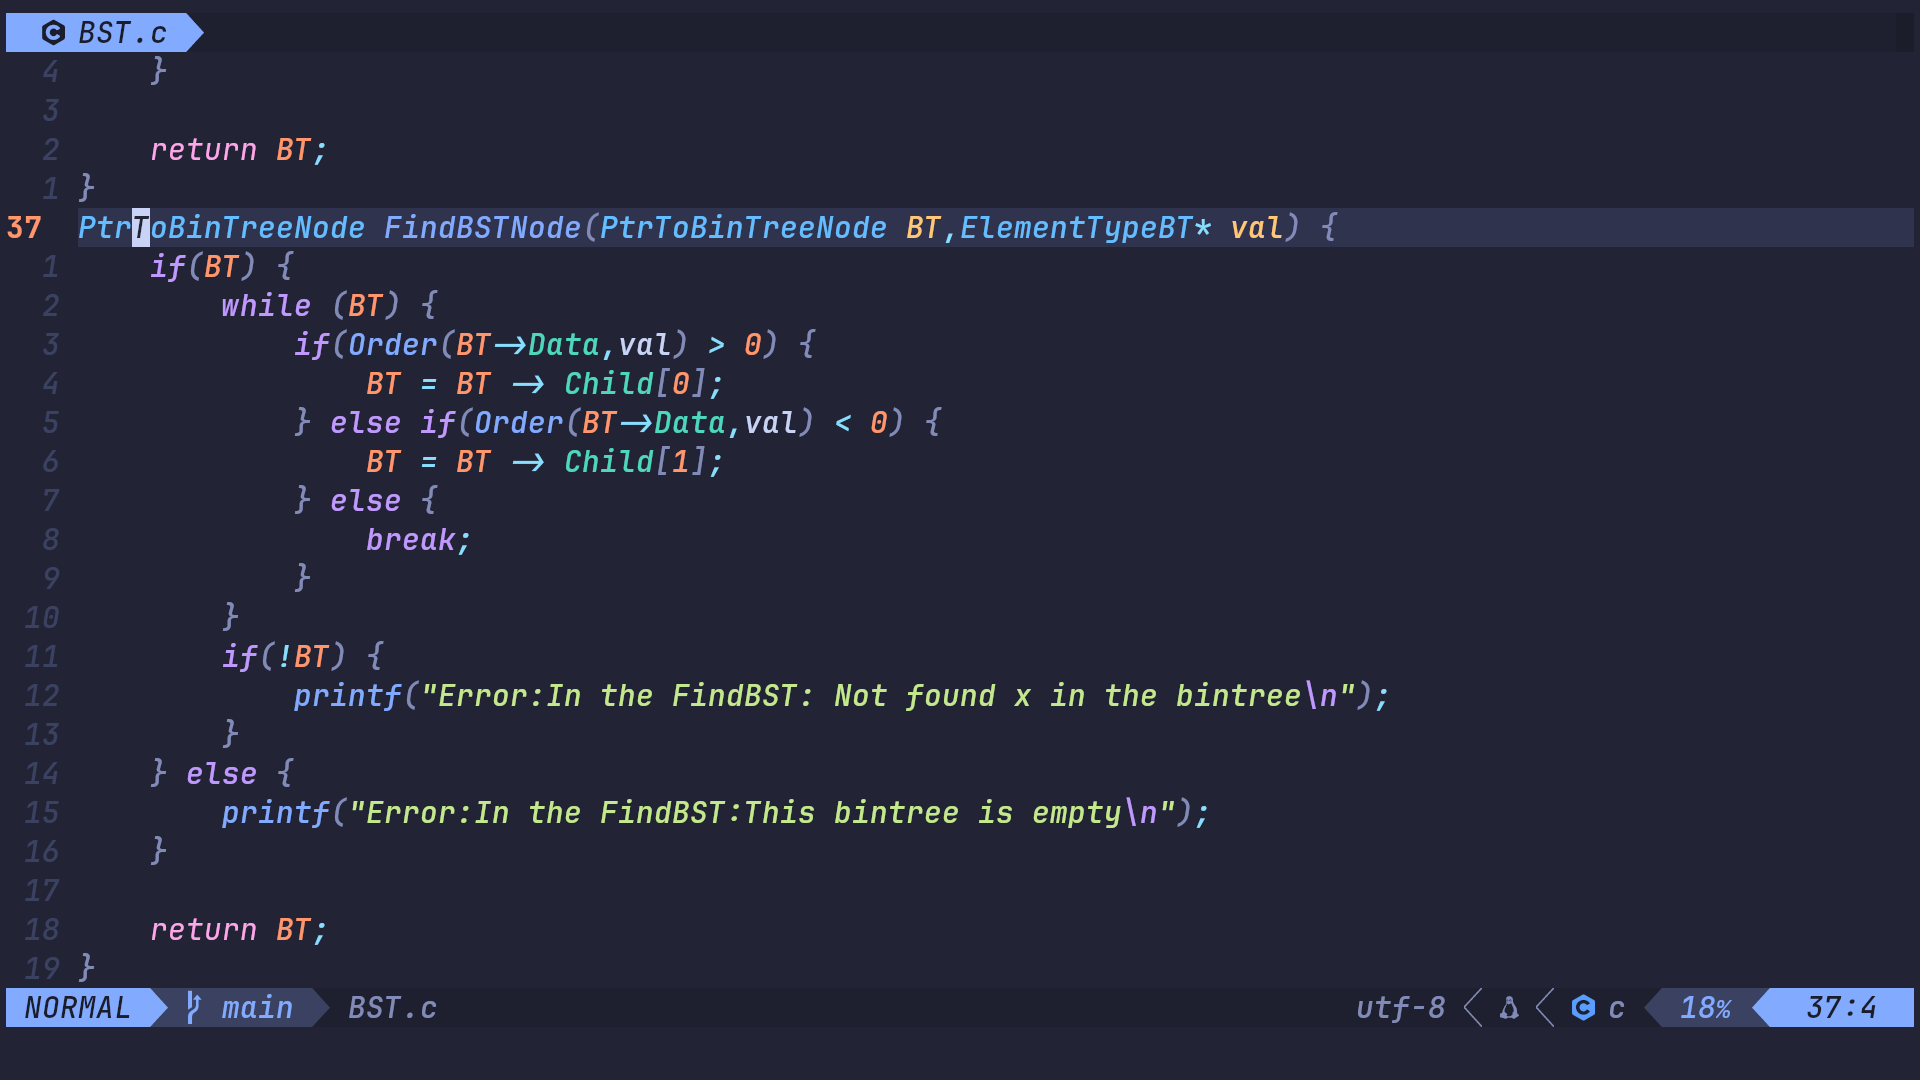 BST.c
4     }
3
2     return BT;
1 }
37 PtrToBinTreeNode FindBSTNode(PtrToBinTreeNode BT,ElementTypeBT* val) {
1     if(BT) {
2         while (BT) {
3             if(Order(BT->Data,val) > 0) {
4                 BT = BT -> Child[0];
5             } else if(Order(BT->Data,val) < 0) {
6                 BT = BT -> Child[1];
7             } else {
8                 break;
9             }
10         }
11         if(!BT) {
12             printf("Error:In the FindBST: Not found x in the bintree\n");
13         }
14     } else {
15         printf("Error:In the FindBST:This bintree is empty\n");
16     }
17
18     return BT;
19 }
NORMAL main BST.c utf-8 c 18% 37:4